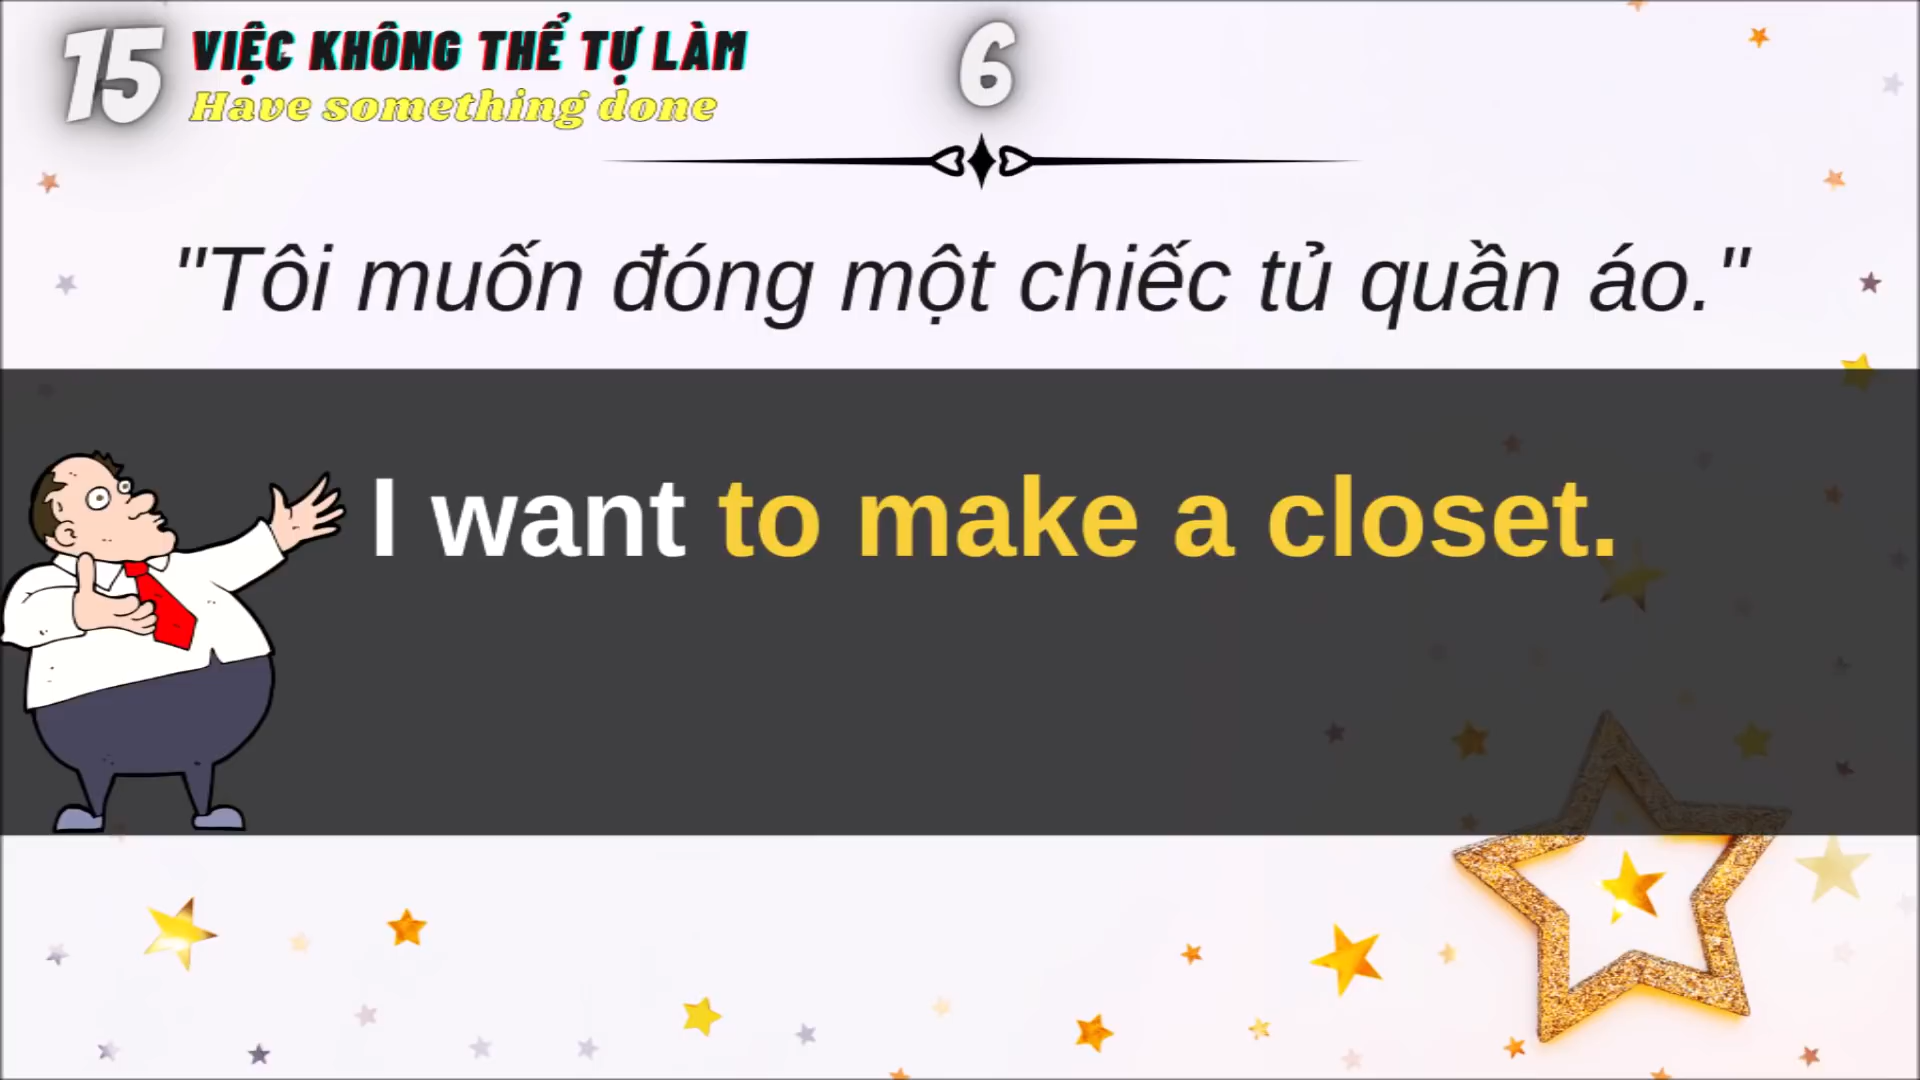 15 VIỆC KHÔNG THỂ TỰ LÀM
Have something done
6
"Tôi muốn đóng một chiếc tủ quần áo."
I want to make a closet.